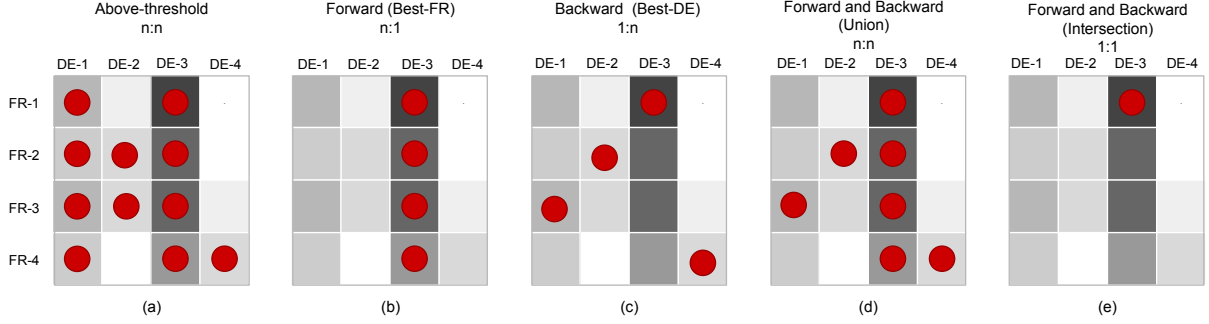 Above-threshold
n:n
Forward (Best-FR)
n:1
Backward (Best-DE)
1:n
Forward and Backward
(Union)
n:n
Forward and Backward
(Intersection)
1:1
DE-1 DE-2 DE-3 DE-4
DE-1 DE-2 DE-3 DE-4
DE-1 DE-2 DE-3 DE-4
DE-1 DE-2 DE-3 DE-4
DE-1 DE-2 DE-3 DE-4
FR-1
FR-2
FR-3
FR-4
(a) (b) (c) (d) (e)